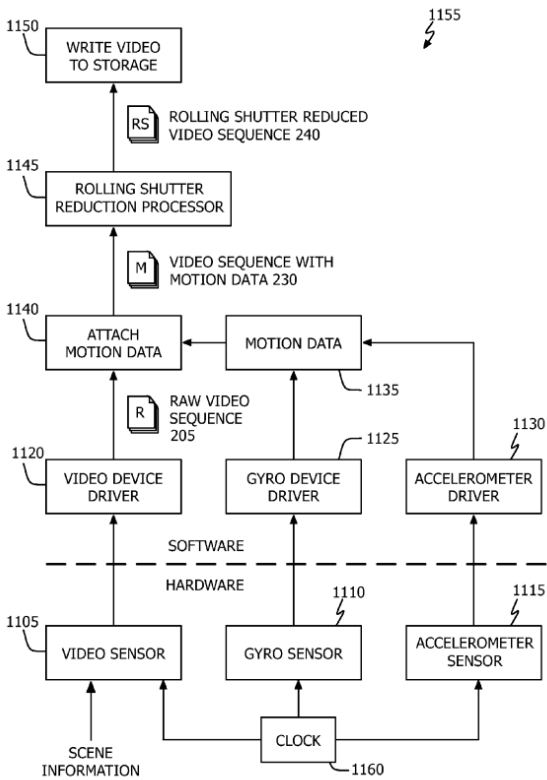 1150
1155
WRITE VIDEO
TO STORAGE
RS
ROLLING SHUTTER REDUCED
VIDEO SEQUENCE 240
1145
ROLLING SHUTTER
REDUCTION PROCESSOR
M
VIDEO SEQUENCE WITH
MOTION DATA 230
1140
ATTACH
MOTION DATA
MOTION DATA
1135
R
RAW VIDEO
SEQUENCE
205
1120
1125
1130
VIDEO DEVICE
DRIVER
GYRO DEVICE
DRIVER
ACCELEROMETER
DRIVER
SOFTWARE
HARDWARE
1105
1110
1115
VIDEO SENSOR
GYRO SENSOR
ACCELEROMETER
SENSOR
SCENE
INFORMATION
CLOCK
1160